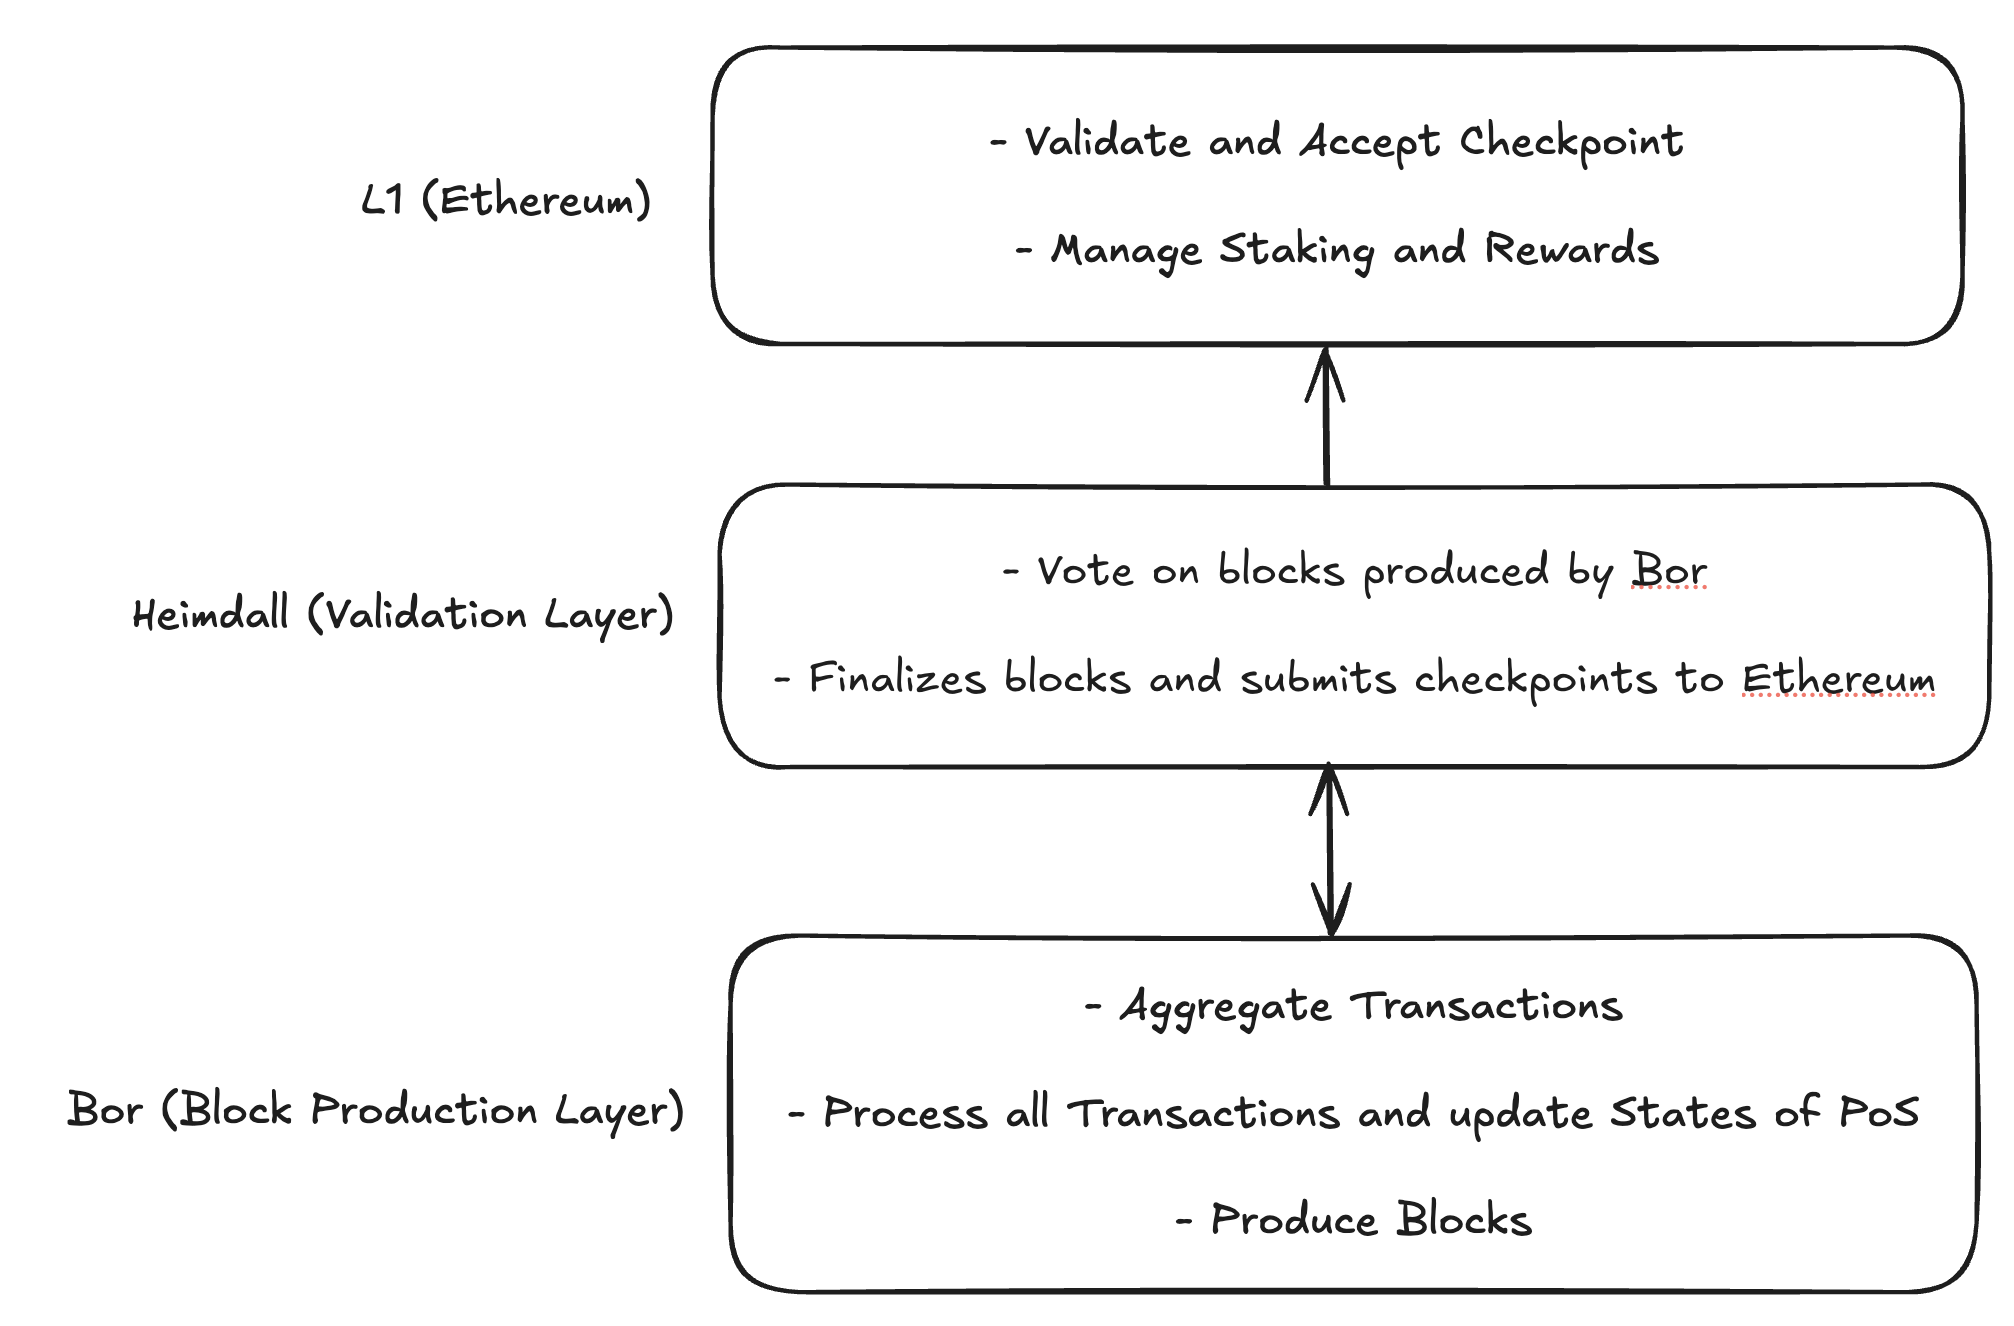 - Validate and Accept Checkpoint
L1 (Ethereum)
- Manage Staking and Rewards
- Vote on blocks produced by Bor
Heimdall (Validation Layer)
- Finalizes blocks and submits checkpoints to Ethereum
- Aggregate Transactions
Bor (Block Production Layer)
- Process all Transactions and update States of PoS
- Produce Blocks